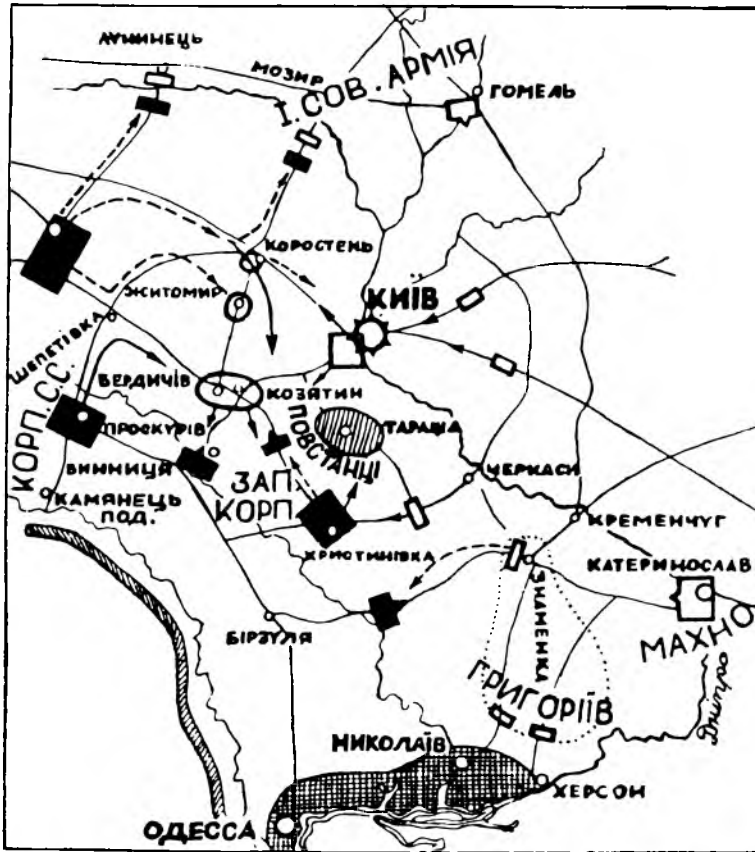 ЛУНИНЕЦЬ
МОЗИР
І. СОВ. АРМІЯ
ГОМЕЛЬ
КОРОСТЕНЬ
ЖИТОМИР
КИЇВ
ШЕПЕТІВКА
БЕРДИЧІВ
КОЗЯТИН
КОРП. С.С.
ПРОСКУРІВ
ПОВСТАНЦІ
ТАРАЩА
ВИННИЦЯ
ЗАП.
КОРП.
ЧЕРКАСИ
КАМЯНЕЦЬ
ПОД.
КРЕМЕНЧУГ
ХРИСТИНІВКА
КАТЕРИНОСЛАВ
ЗНАМЕНКА
МАХНО
БІРЗУЛЯ
ГРИГОРІЇВ
Дніпро
НИКОЛАЇВ
ХЕРСОН
ОДЕССА